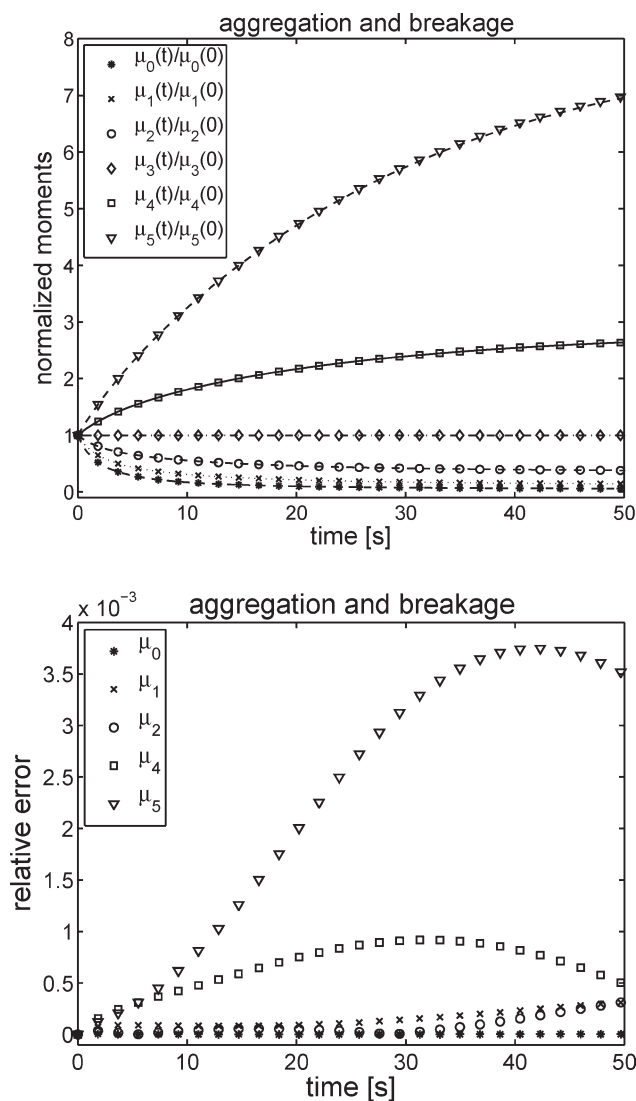 aggregation and breakage
8
7
6
5
4
3
2
1
0
normalized moments
μ0(t)/μ0(0)
μ1(t)/μ1(0)
μ2(t)/μ2(0)
μ3(t)/μ3(0)
μ4(t)/μ4(0)
μ5(t)/μ5(0)
0 10 20 30 40 50
time [s]
x 10⁻³ aggregation and breakage
4
3.5
3
2.5
2
1.5
1
0.5
0
relative error
μ0
μ1
μ2
μ4
μ5
0 10 20 30 40 50
time [s]